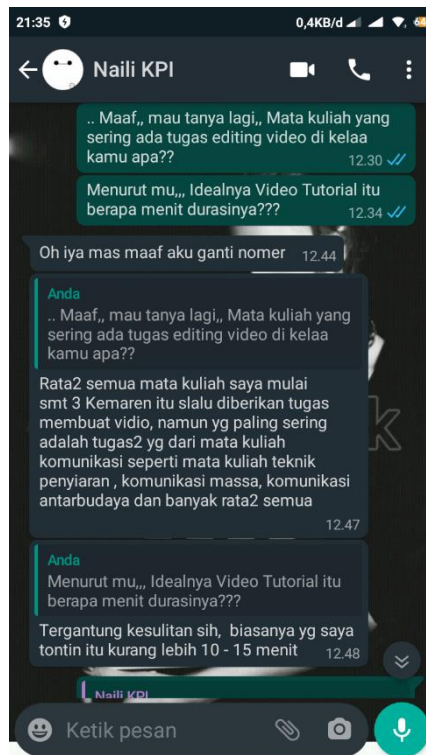 21:35
0,4KB/d
64
Naili KPI
.. Maaf,, mau tanya lagi,, Mata kuliah yang
sering ada tugas editing video di kelaa
kamu apa??
12.30
Menurut mu,,, Idealnya Video Tutorial itu
berapa menit durasinya???
12.34
Oh iya mas maaf aku ganti nomer 12.44
Anda
.. Maaf,, mau tanya lagi,, Mata kuliah yang
sering ada tugas editing video di kelaa
kamu apa??
Rata2 semua mata kuliah saya mulai
smt 3 Kemaren itu slalu diberikan tugas
membuat vidio, namun yg paling sering
adalah tugas2 yg dari mata kuliah
komunikasi seperti mata kuliah teknik
penyiaran , komunikasi massa, komunikasi
antarbudaya dan banyak rata2 semua
12.47
Anda
Menurut mu,,, Idealnya Video Tutorial itu
berapa menit durasinya???
Tergantung kesulitan sih, biasanya yg saya
tontin itu kurang lebih 10 - 15 menit 12.48
Naili KPI
Ketik pesan